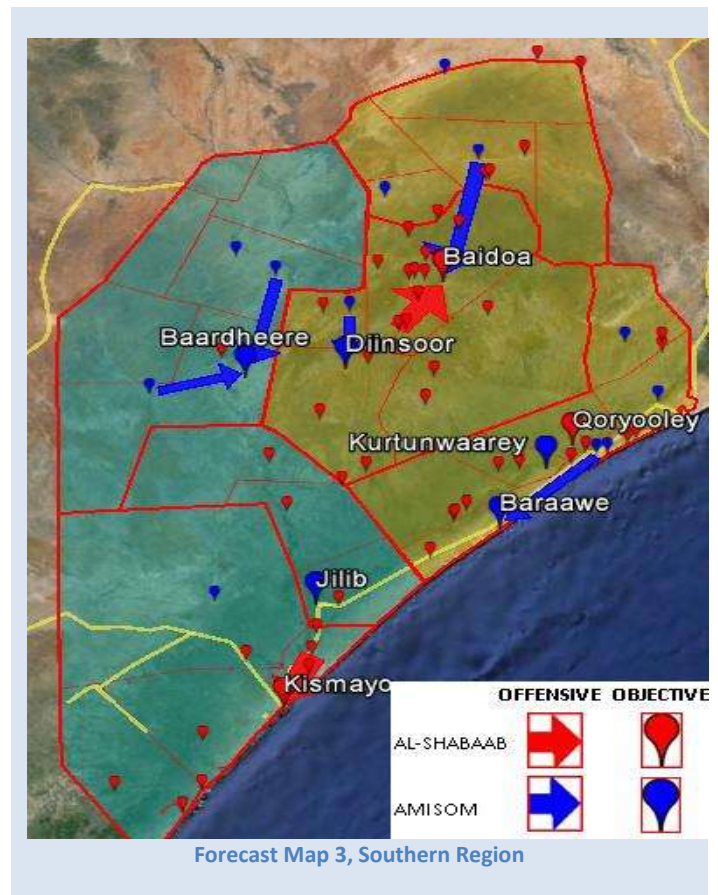 Baidoa
Baardheere
Diinsoor
Qoryooley
Kurtunwaarey
Baraawe
Jilib
Kismayo
OFFENSIVE OBJECTIVE
AL-SHABAAB
AMISOM
Forecast Map 3, Southern Region